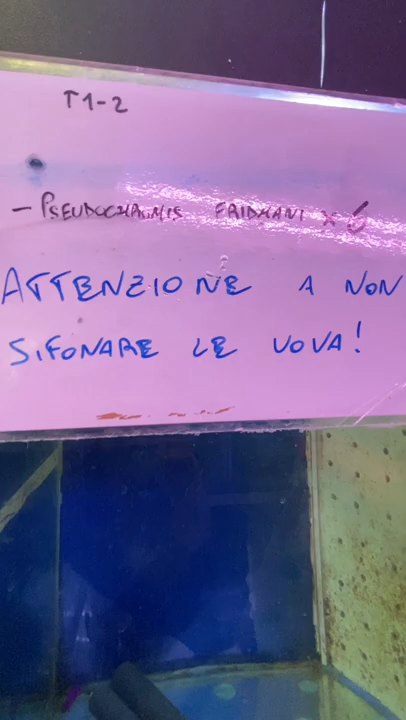 T1-2
- PSEUDOCHROMIS FRIDMANI x 6
ATTENZIONE A NON
SIFONARE LE UOVA!